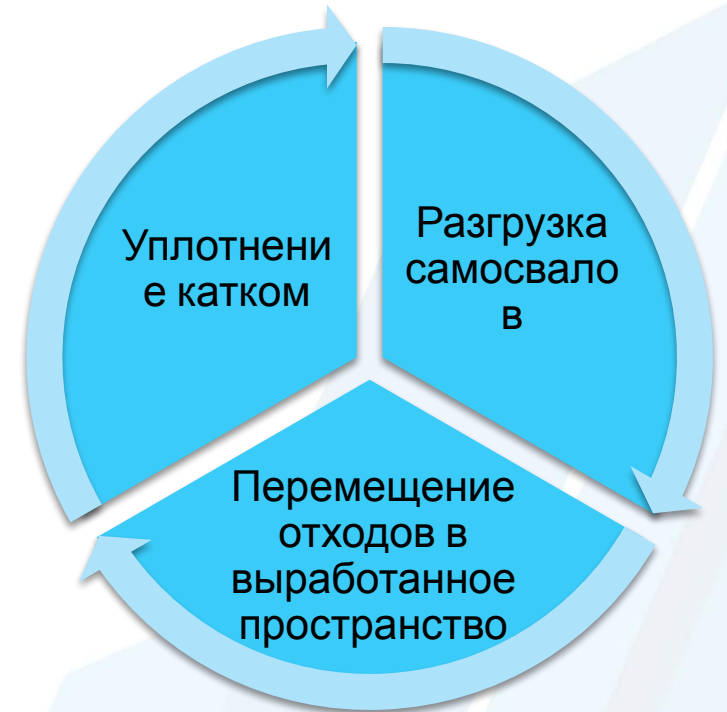 Уплотнени
е катком
Разгрузка
самосвало
в
Перемещение
отходов в
выработанное
пространство